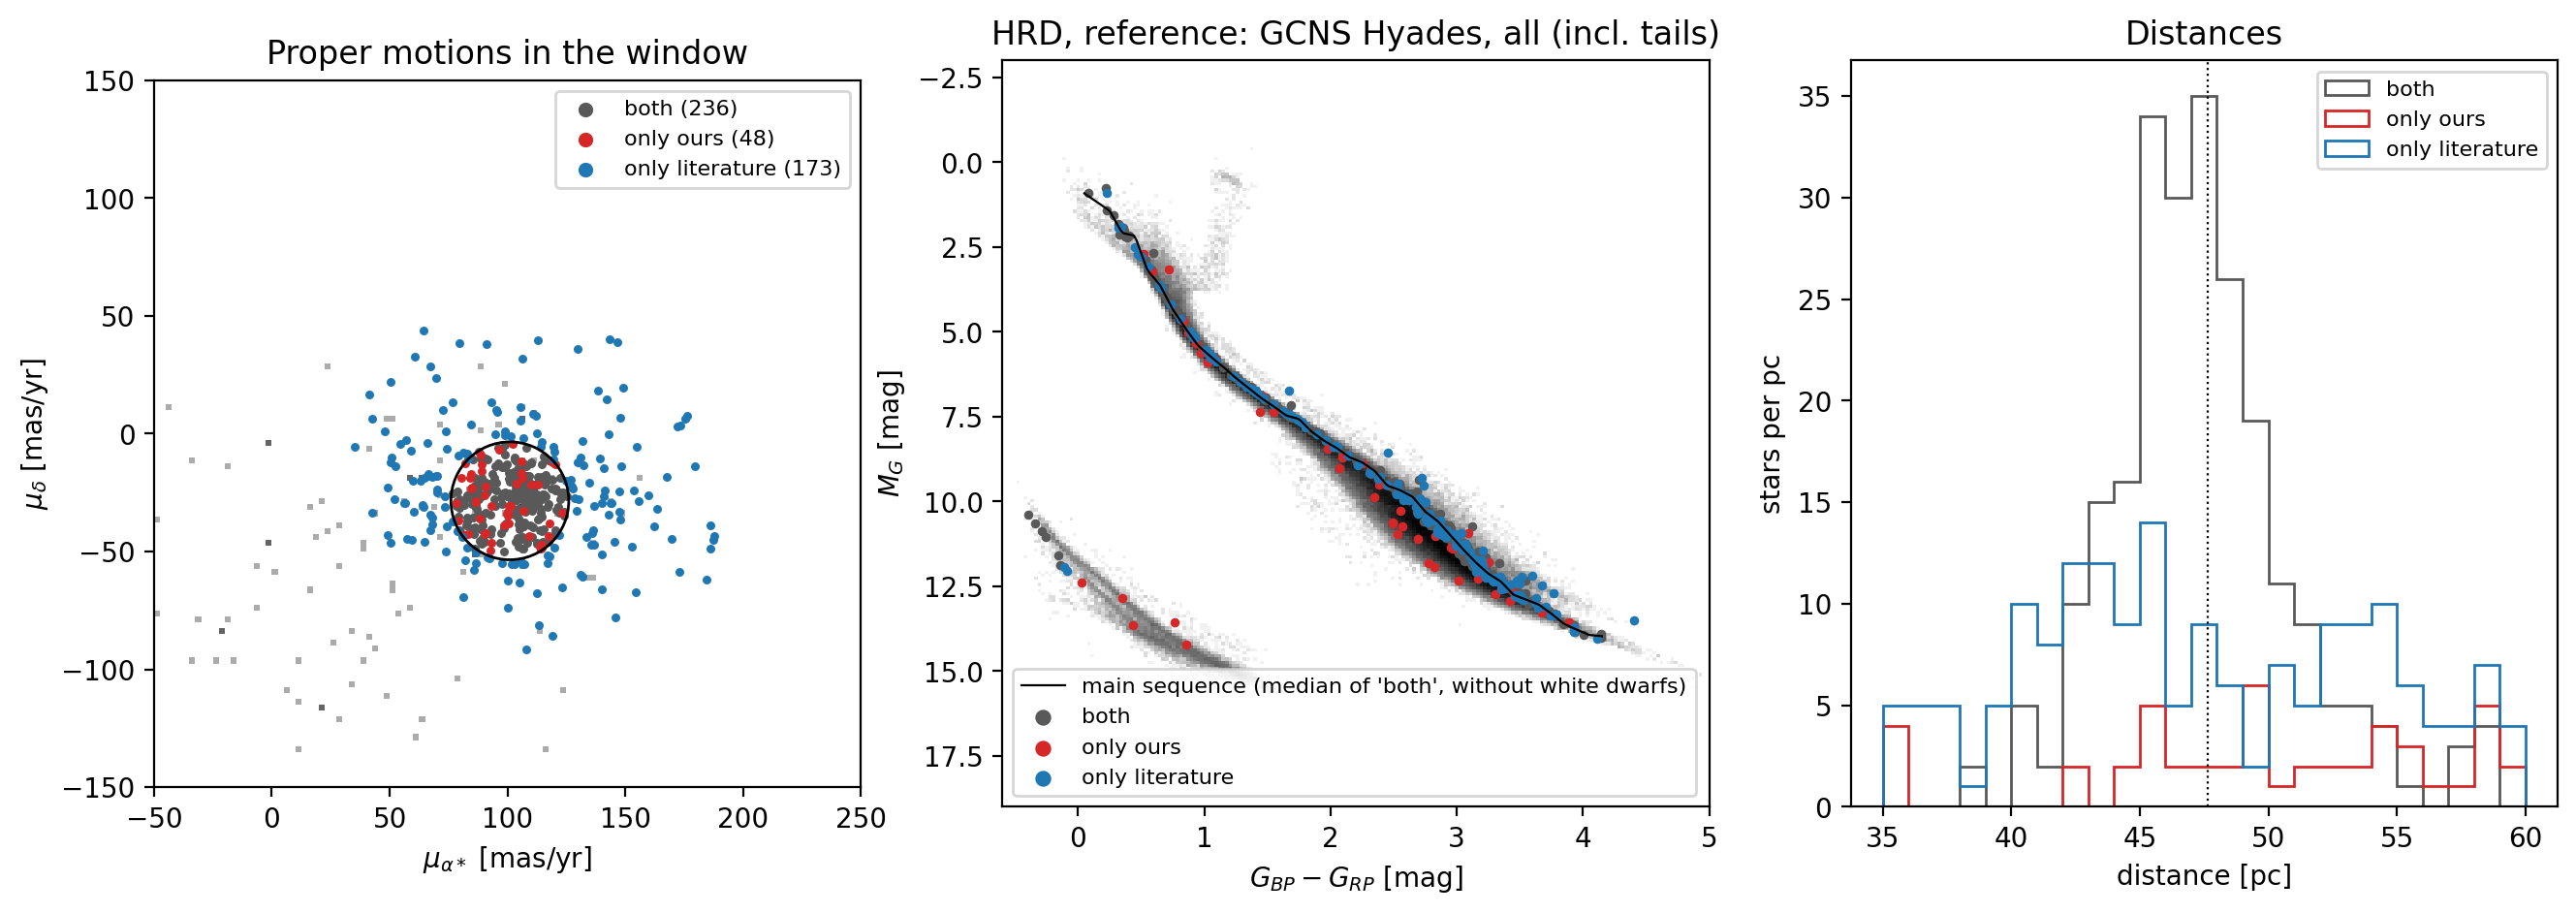 Proper motions in the window
150
100
50
0
−50
−100
−150
−50
0
50
100
150
200
250
μδ [mas/yr]
μα* [mas/yr]
both (236)
only ours (48)
only literature (173)
HRD, reference: GCNS Hyades, all (incl. tails)
−2.5
0.0
2.5
5.0
7.5
10.0
12.5
15.0
17.5
0
1
2
3
4
5
MG [mag]
GBP − GRP [mag]
main sequence (median of 'both', without white dwarfs)
both
only ours
only literature
Distances
35
30
25
20
15
10
5
0
35
40
45
50
55
60
stars per pc
distance [pc]
both
only ours
only literature